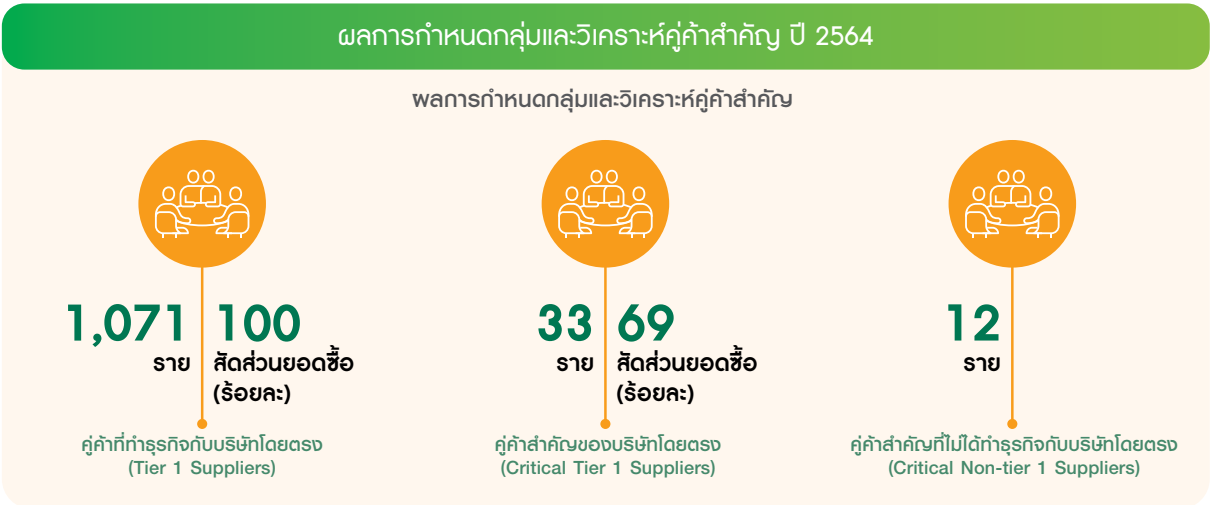 ผลการกำหนดกลุ่มและวิเคราะห์คู่ค้าสำคัญ ปี 2564
ผลการกำหนดกลุ่มและวิเคราะห์คู่ค้าสำคัญ
1,071
ราย
100
สัดส่วนยอดซื้อ
(ร้อยละ)
คู่ค้าที่ทำธุรกิจกับบริษัทโดยตรง
(Tier 1 Suppliers)
33
ราย
69
สัดส่วนยอดซื้อ
(ร้อยละ)
คู่ค้าสำคัญของบริษัทโดยตรง
(Critical Tier 1 Suppliers)
12
ราย
คู่ค้าสำคัญที่ไม่ได้ทำธุรกิจกับบริษัทโดยตรง
(Critical Non-tier 1 Suppliers)